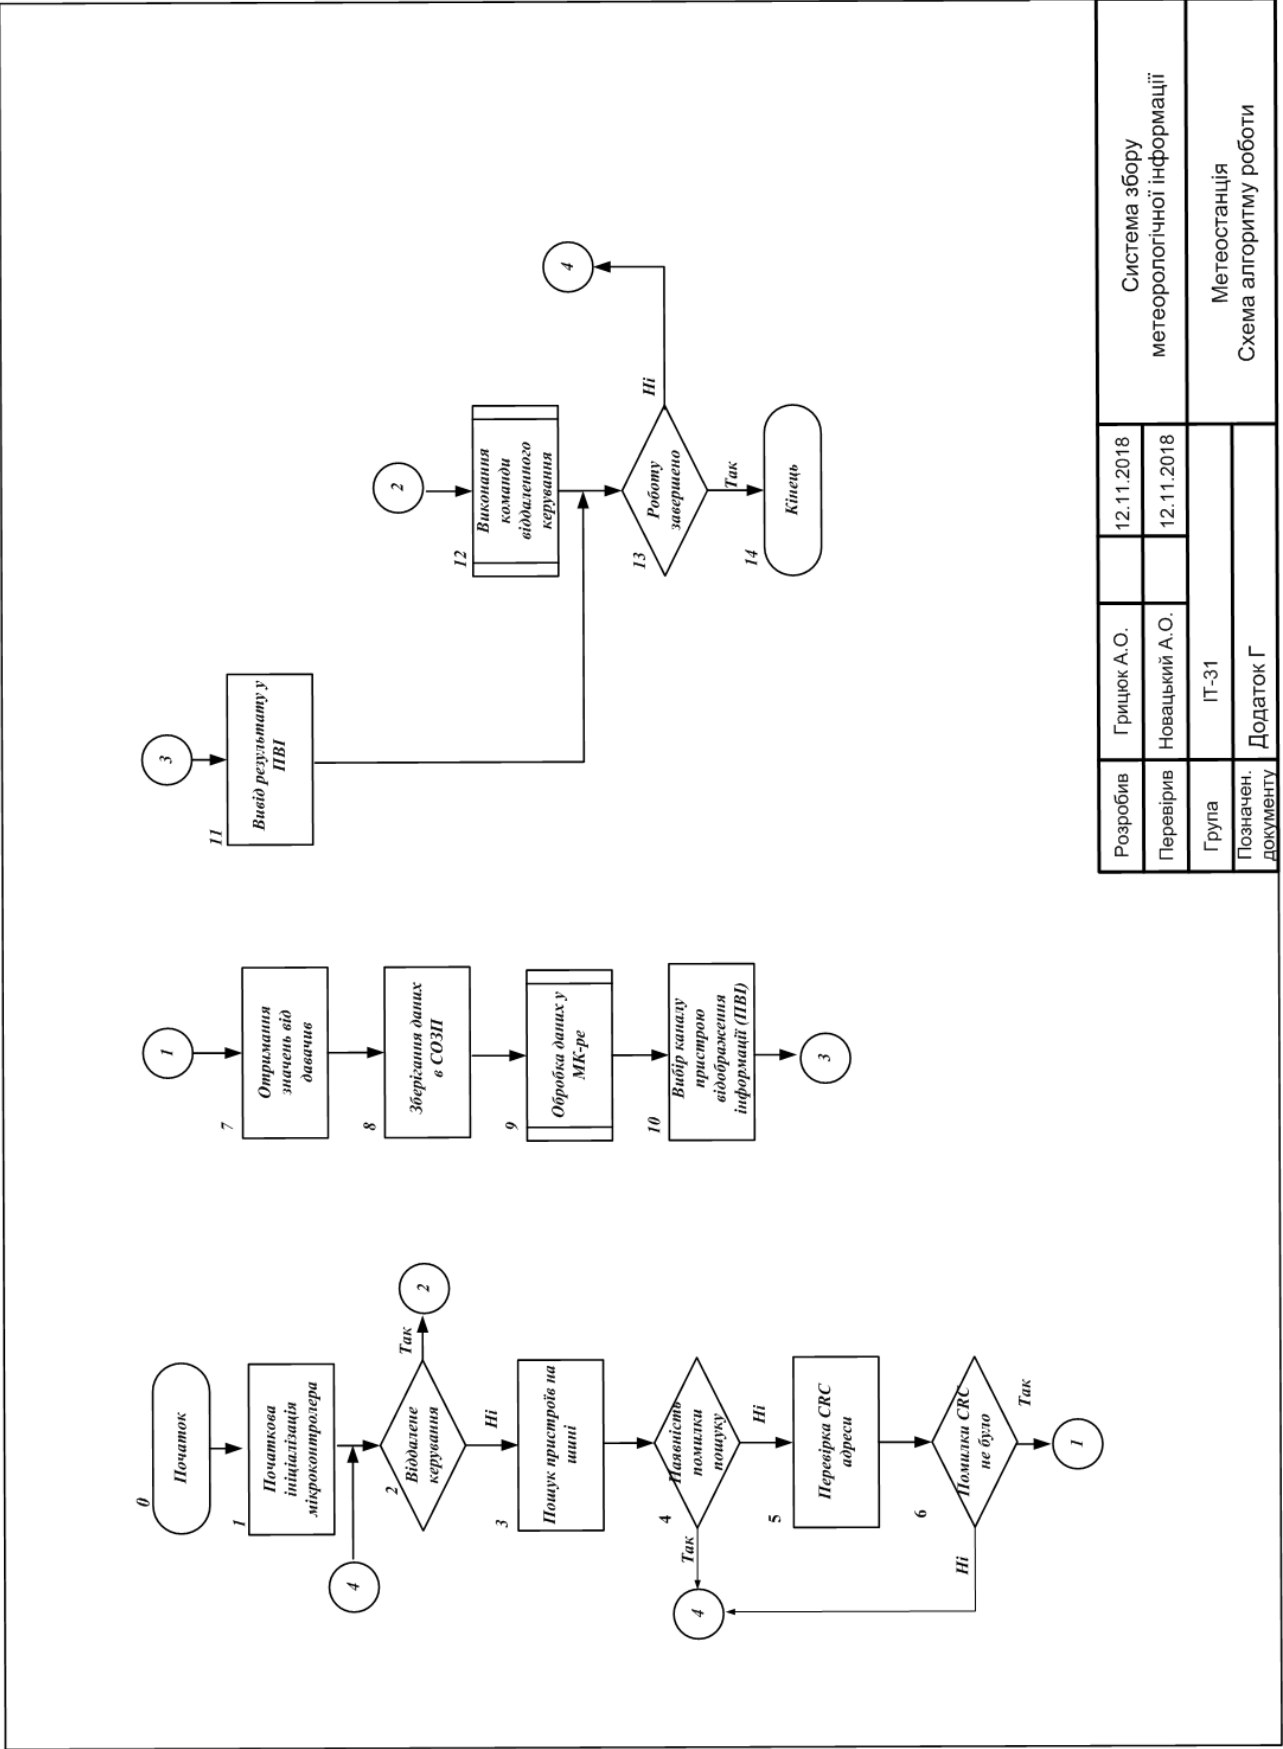 0
Початок
1
Початкова
ініціалізація
мікроконтролера
4
2
Віддалене
керування
Так
2
Ні
3
Пошук пристроїв на
шині
4
Наявність
помилки
пошуку
Так
4
Ні
5
Перевірка CRC
адреси
6
Помилки CRC
не було
Ні
Так
1
1
7
Отримання
значень від
давачив
8
Зберігання даних
в СОЗП
9
Обробка даних у
МК-ре
10
Вибір каналу
пристрою
відображення
інформації (ПВІ)
3
3
11
Вивід результату у
ПВІ
2
12
Виконання
команди
віддаленного
керування
13
Роботу
завершено
Ні
4
Так
14
Кінець
Розробив Грицюк А.О. 12.11.2018
Перевірив Новацький А.О. 12.11.2018
Система збору
метеорологічної інформації
Група ІТ-31
Позначен.
документу
Додаток Г
Метеостанція
Схема алгоритму роботи